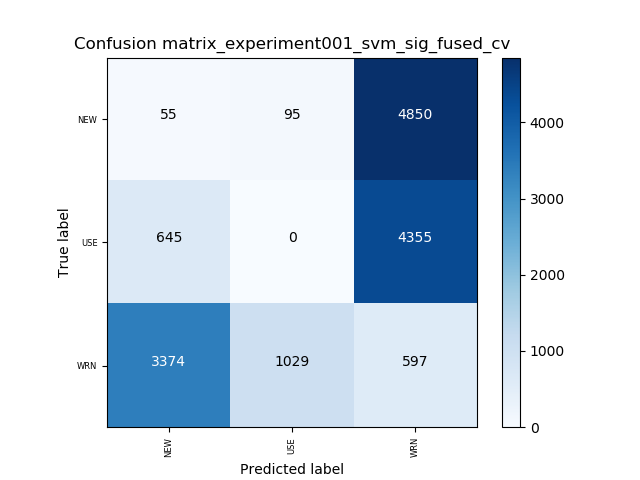 Confusion matrix_experiment001_svm_sig_fused_cv
NEW 55 95 4850
USE 645 0 4355
WRN 3374 1029 597
True label
NEW USE WRN
Predicted label
4000
3000
2000
1000
0